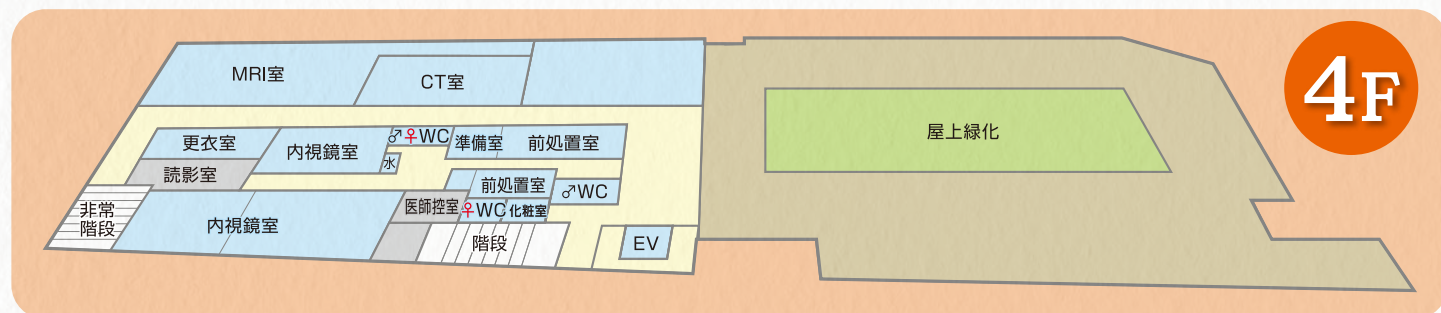 4F
MRI室
CT室
屋上緑化
更衣室
内視鏡室
♂♀WC
準備室
前処置室
水
読影室
前処置室
♂WC
非常
階段
内視鏡室
医師控室
♀WC
化粧室
階段
EV